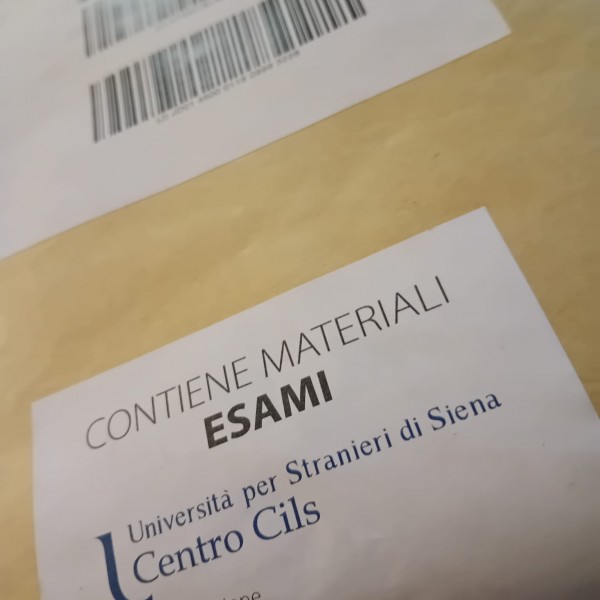 CONTIENE MATERIALI
ESAMI
Università per Stranieri di Siena
Centro Cils